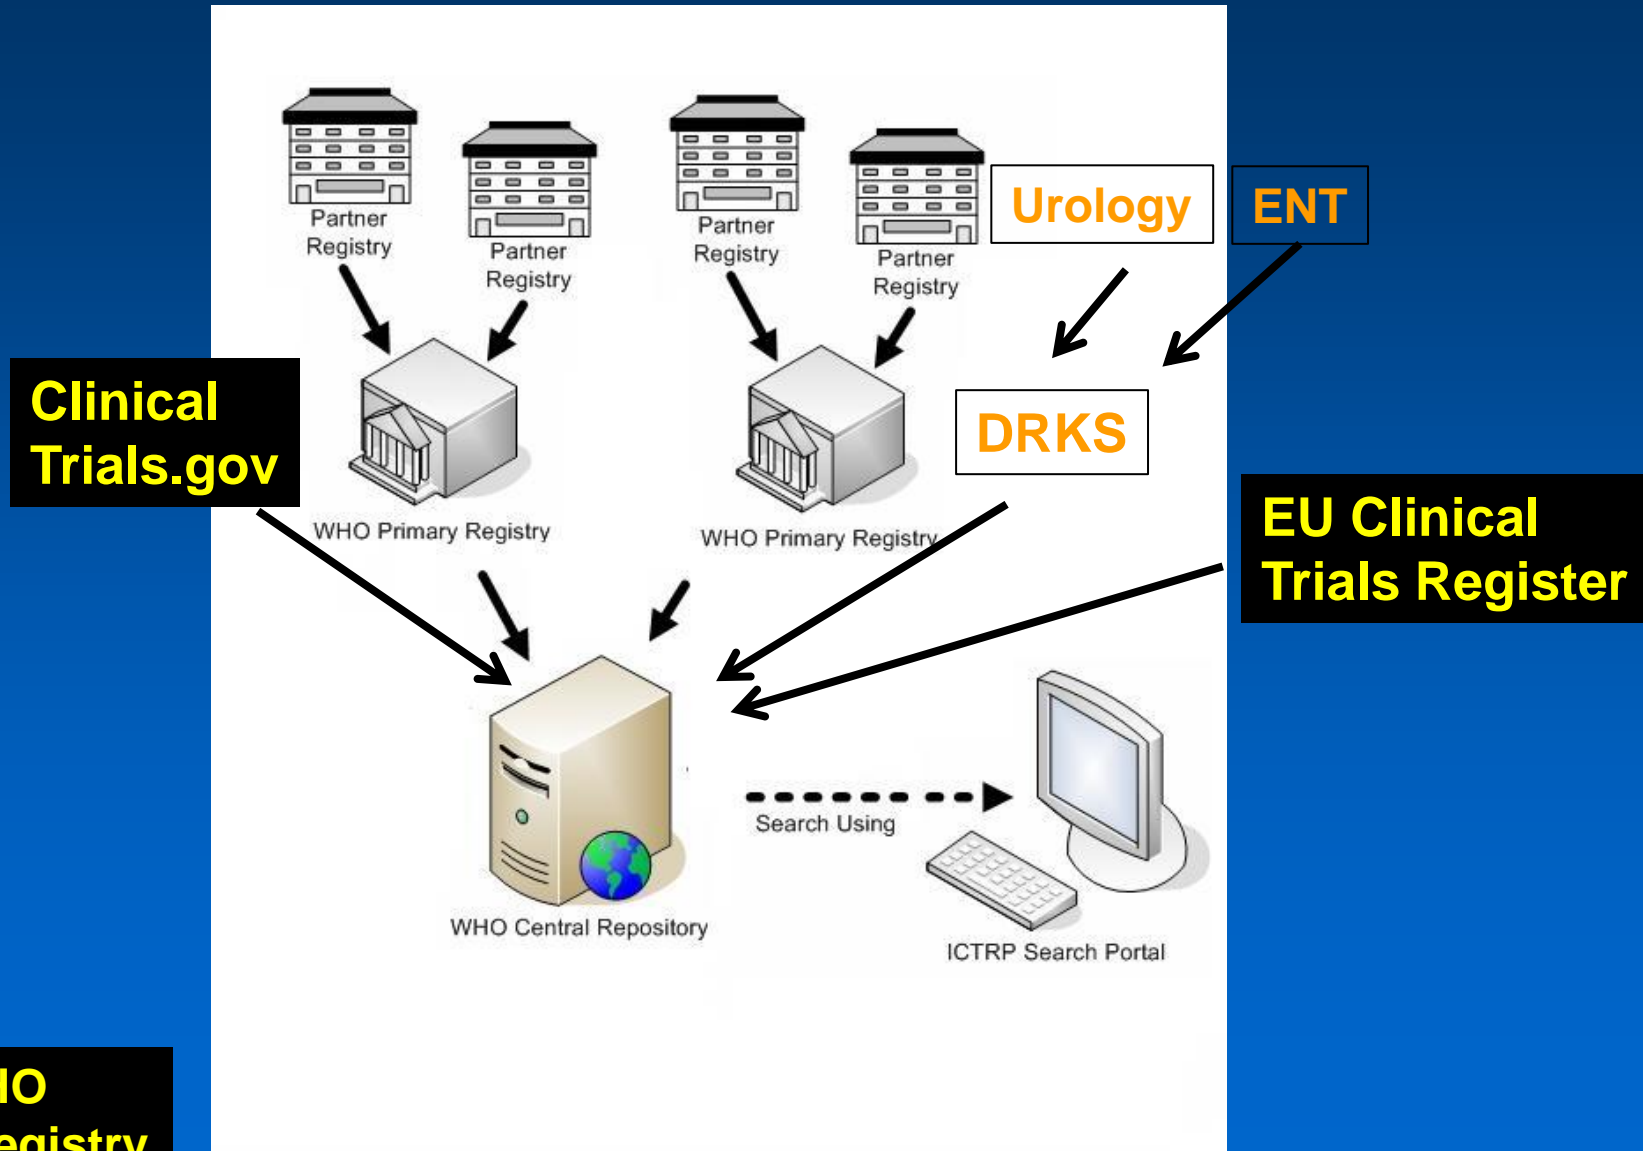 Partner
Registry
Partner
Registry
Partner
Registry
Partner
Registry
Urology
ENT
Clinical
Trials.gov
DRKS
WHO Primary Registry
WHO Primary Registry
EU Clinical
Trials Register
Search Using
WHO Central Repository
ICTRP Search Portal